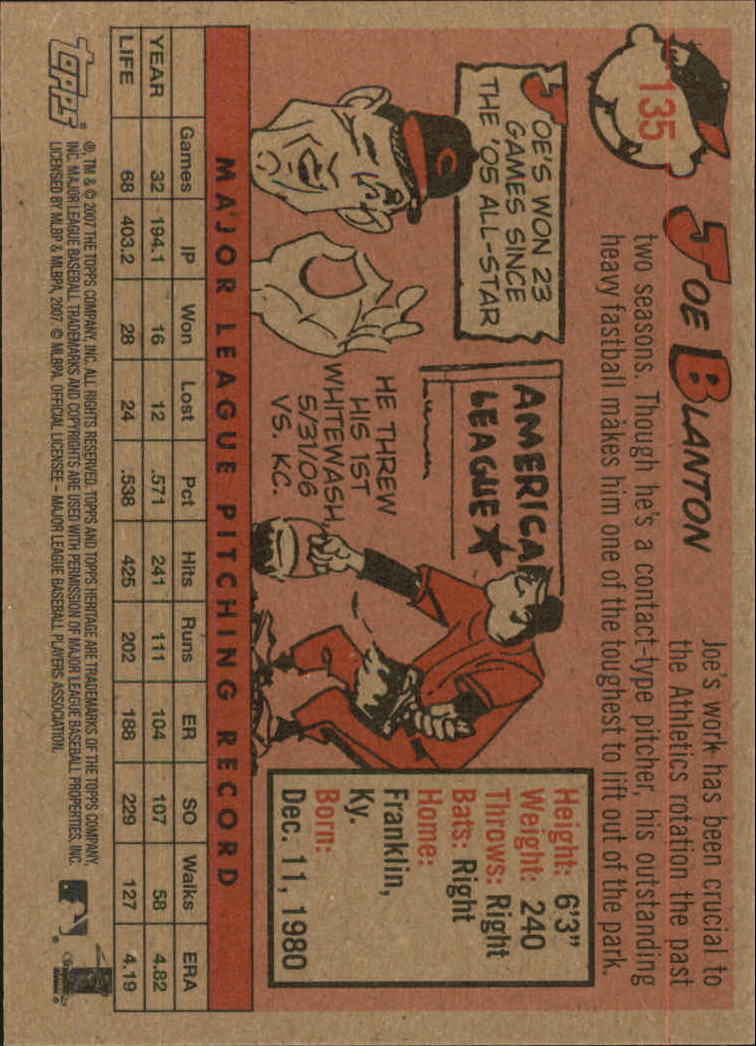 135
JOE BLANTON
Joe's work has been crucial to
the Athletics rotation the past
two seasons. Though he's a contact-type pitcher, his outstanding
heavy fastball makes him one of the toughest to lift out of the park.
JOE'S WON 23
GAMES SINCE
THE '05 ALL-STAR
C
AMERICA
LEAGUE
HE THREW
HIS 1ST
WHITEWASH,
5/31/06
VS. KC.
Height: 6'3"
Weight: 240
Throws: Right
Bats: Right
Home:
Franklin,
Ky.
Born:
Dec. 11, 1980
MAJOR LEAGUE PITCHING RECORD
Games IP Won Lost Pct Hits Runs ER SO Walks ERA
YEAR 32 194.1 16 12 .571 241 111 104 107 58 4.82
LIFE 68 403.2 28 24 .538 425 202 188 229 127 4.19
topps®
®, TM & © 2007 THE TOPPS COMPANY, INC. ALL RIGHTS RESERVED. TOPPS AND TOPPS HERITAGE ARE TRADEMARKS OF THE TOPPS COMPANY,
INC. MAJOR LEAGUE BASEBALL TRADEMARKS AND COPYRIGHTS ARE USED WITH PERMISSION OF MAJOR LEAGUE BASEBALL PROPERTIES, INC.
LICENSED BY MLBP & MLBPA, 2007. © MLBPA. OFFICIAL LICENSEE – MAJOR LEAGUE BASEBALL PLAYERS ASSOCIATION.